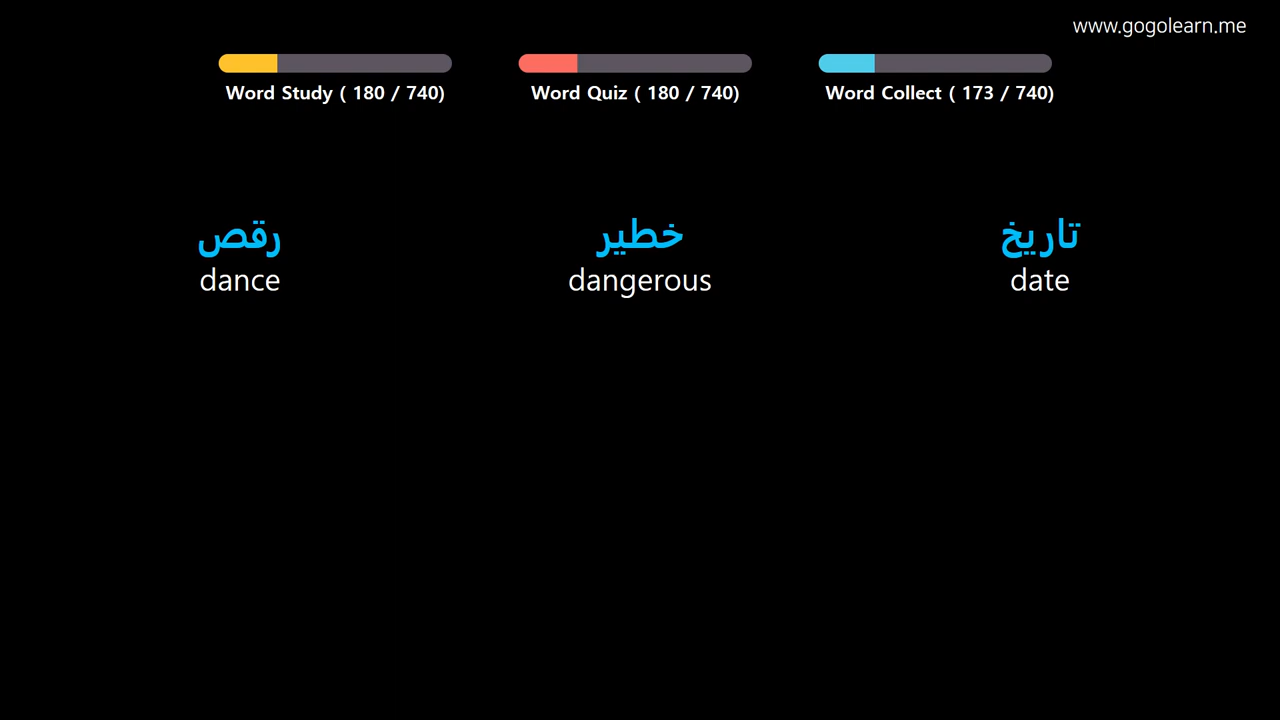 www.gogolearn.me
Word Study ( 180 / 740)
Word Quiz ( 180 / 740)
Word Collect ( 173 / 740)
رقص
dance
خطير
dangerous
تاريخ
date